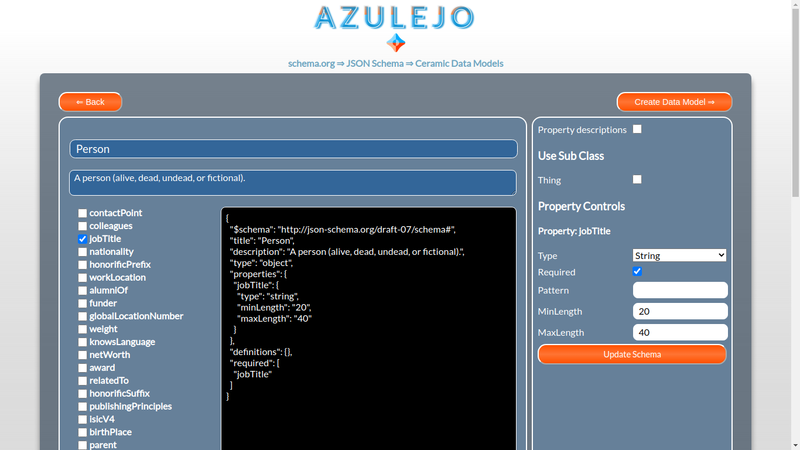 AZULEJO
schema.org ⇒ JSON Schema ⇒ Ceramic Data Models
⇐ Back
Create Data Model ⇒
Person
A person (alive, dead, undead, or fictional).
contactPoint
colleagues
jobTitle
nationality
honorificPrefix
workLocation
alumniOf
funder
globalLocationNumber
weight
knowsLanguage
netWorth
award
relatedTo
honorificSuffix
publishingPrinciples
isicV4
birthPlace
parent
{
"$schema": "http://json-schema.org/draft-07/schema#",
"title": "Person",
"description": "A person (alive, dead, undead, or fictional).",
"type": "object",
"properties": {
"jobTitle": {
"type": "string",
"minLength": "20",
"maxLength": "40"
}
},
"definitions": {},
"required": [
"jobTitle"
]
}
Property descriptions
Use Sub Class
Thing
Property Controls
Property: jobTitle
Type String
Required
Pattern
MinLength 20
MaxLength 40
Update Schema